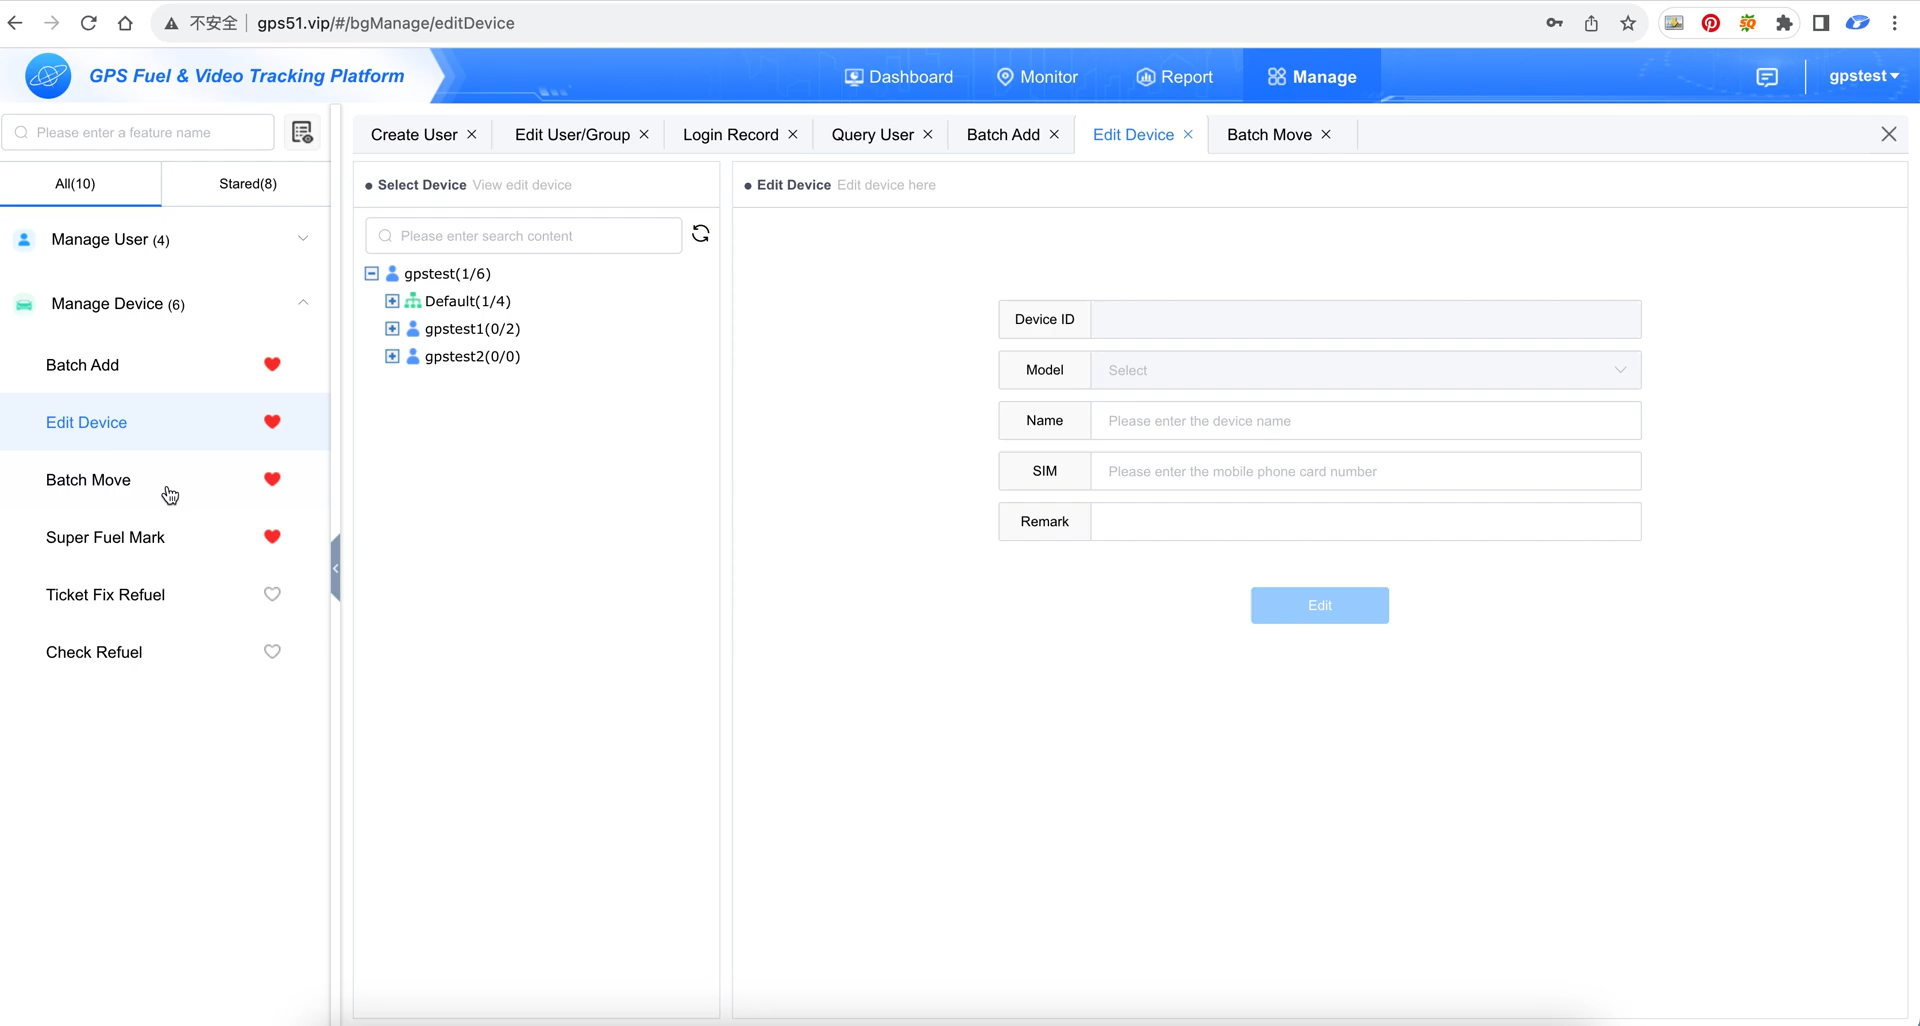 不安全 gps51.vip/#/bgManage/editDevice
GPS Fuel & Video Tracking Platform
Dashboard
Monitor
Report
Manage
gpstest
Please enter a feature name
Create User
Edit User/Group
Login Record
Query User
Batch Add
Edit Device
Batch Move
All(10)
Stared(8)
Manage User (4)
Manage Device (6)
Batch Add
Edit Device
Batch Move
Super Fuel Mark
Ticket Fix Refuel
Check Refuel
Select Device View edit device
Please enter search content
gpstest(1/6)
Default(1/4)
gpstest1(0/2)
gpstest2(0/0)
Edit Device Edit device here
Device ID
Model Select
Name Please enter the device name
SIM Please enter the mobile phone card number
Remark
Edit